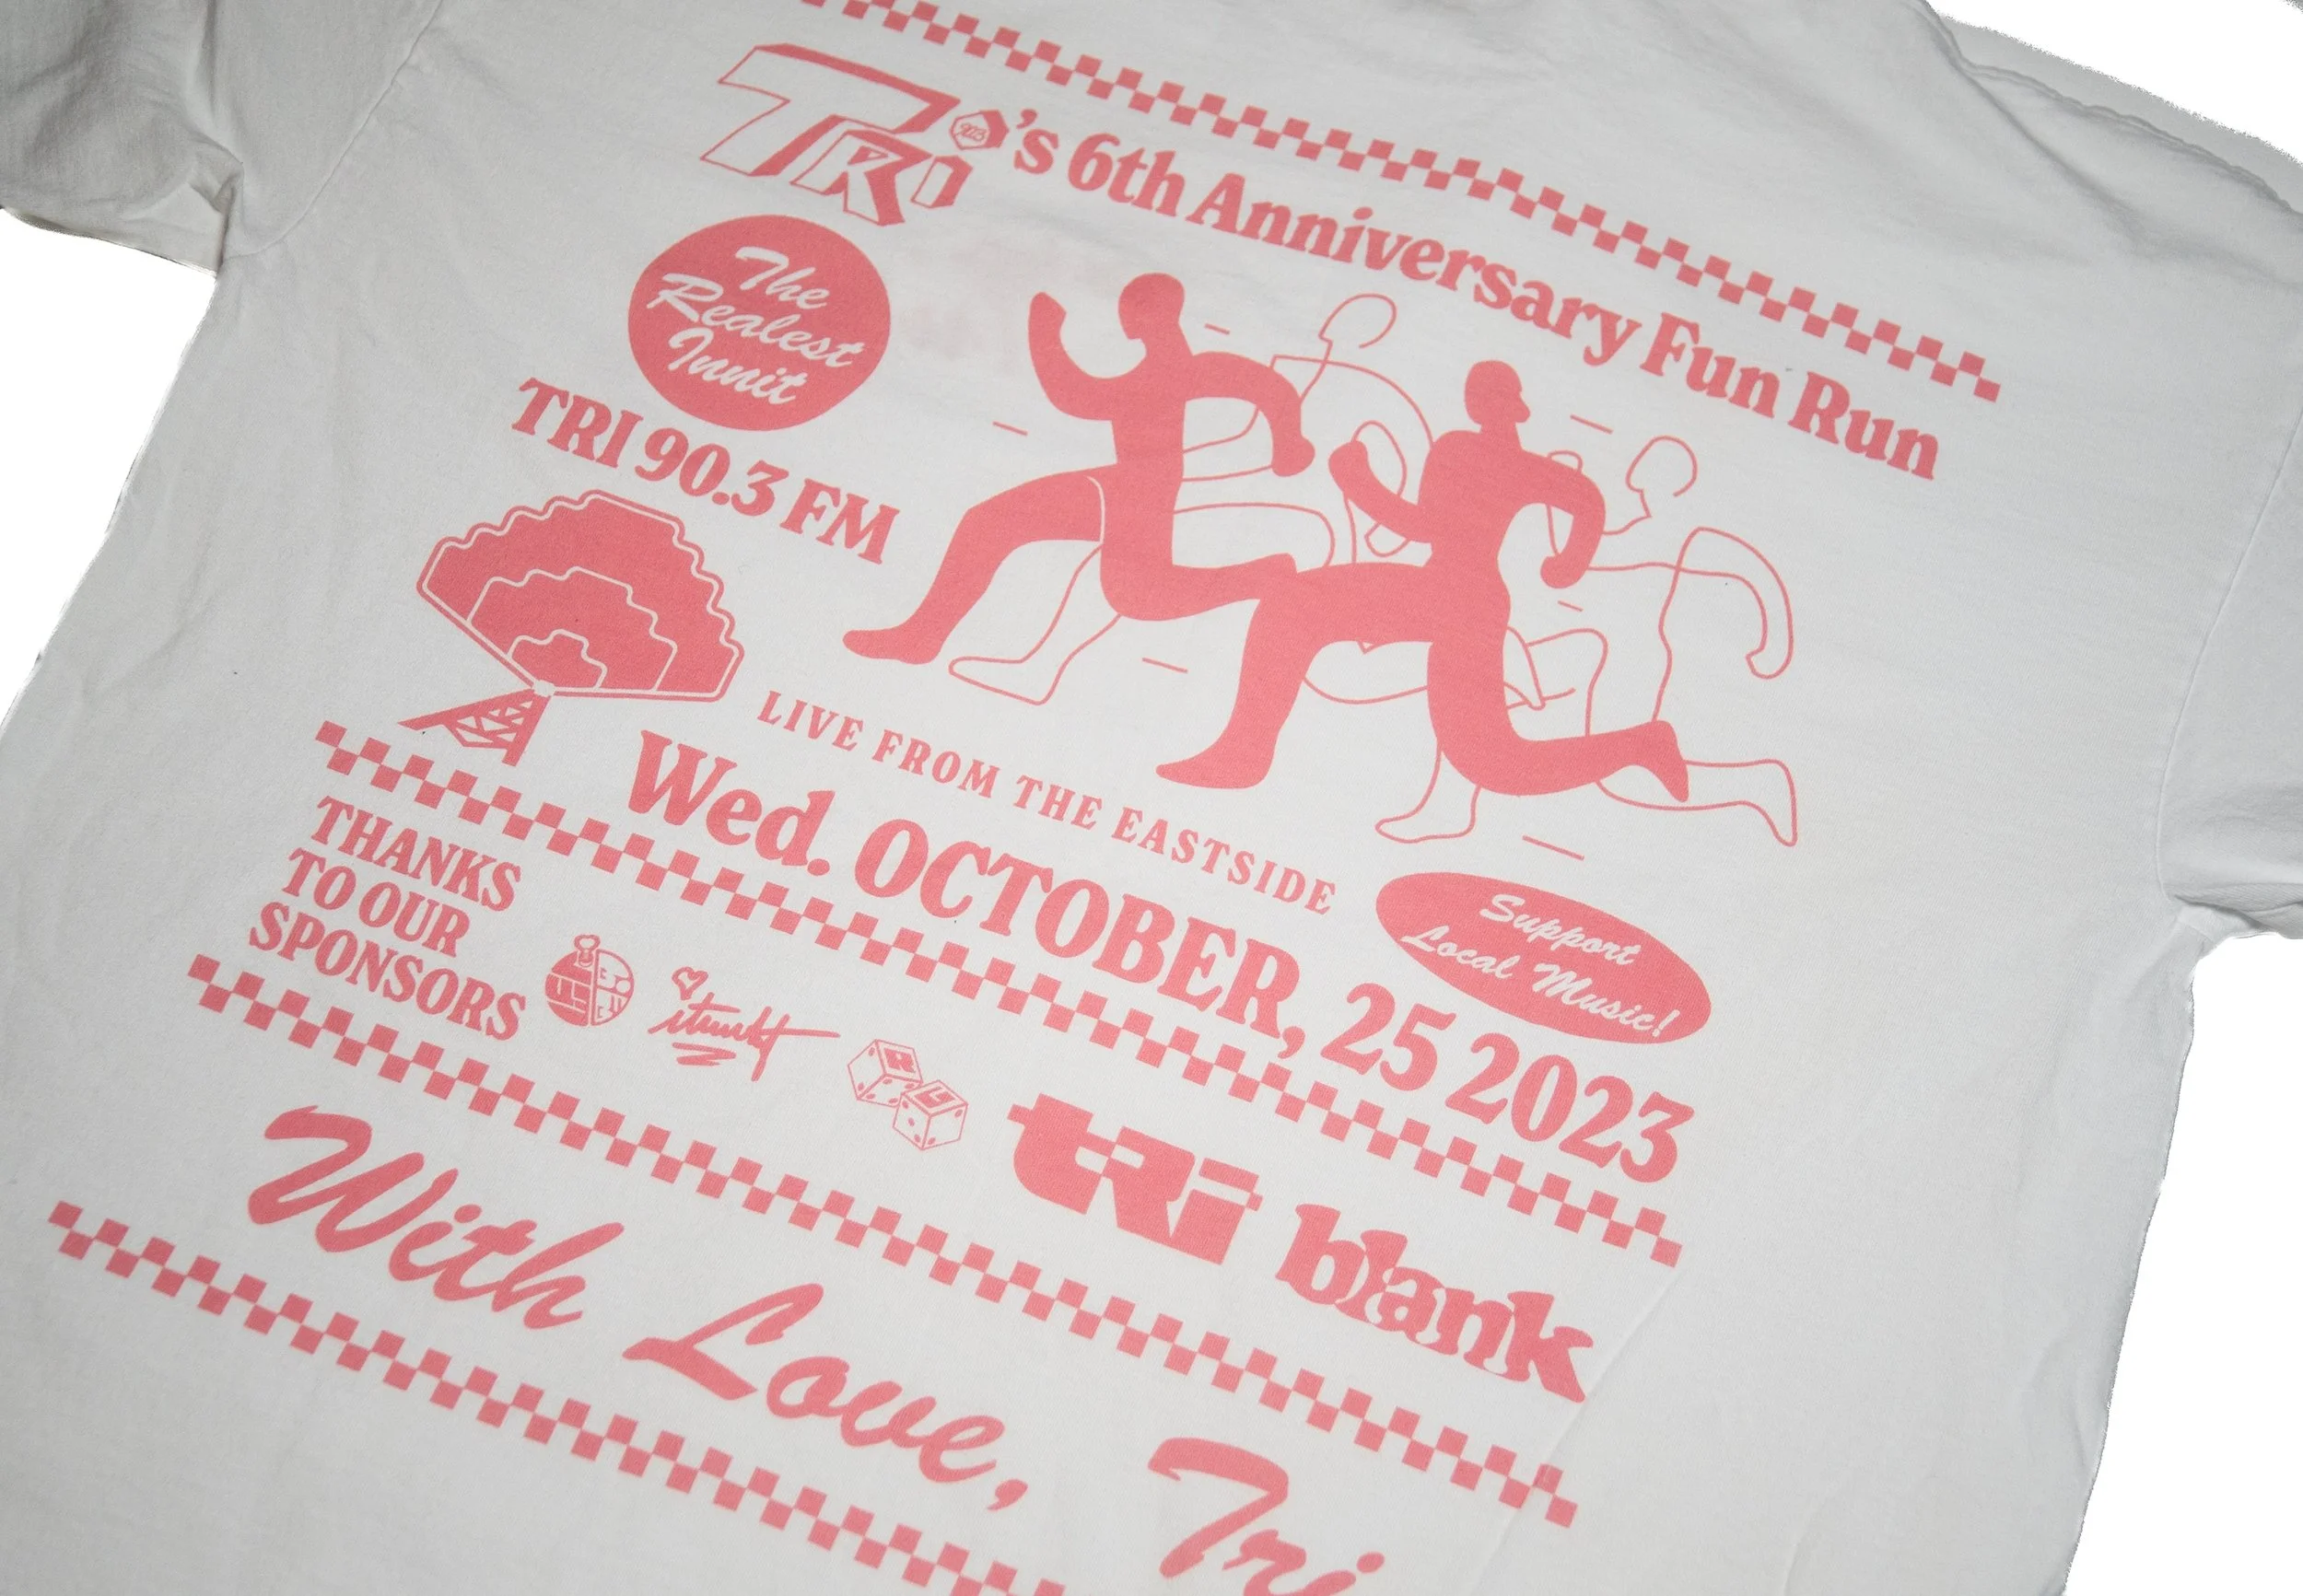 TRi's 6th Anniversary Fun Run
The
Realest
Innit
TRI 90.3 FM
LIVE FROM THE EASTSIDE
Wed. OCTOBER, 25 2023
Support
Local Music!
THANKS
TO OUR
SPONSORS
R
L
tRi
blank
With Love, Tri